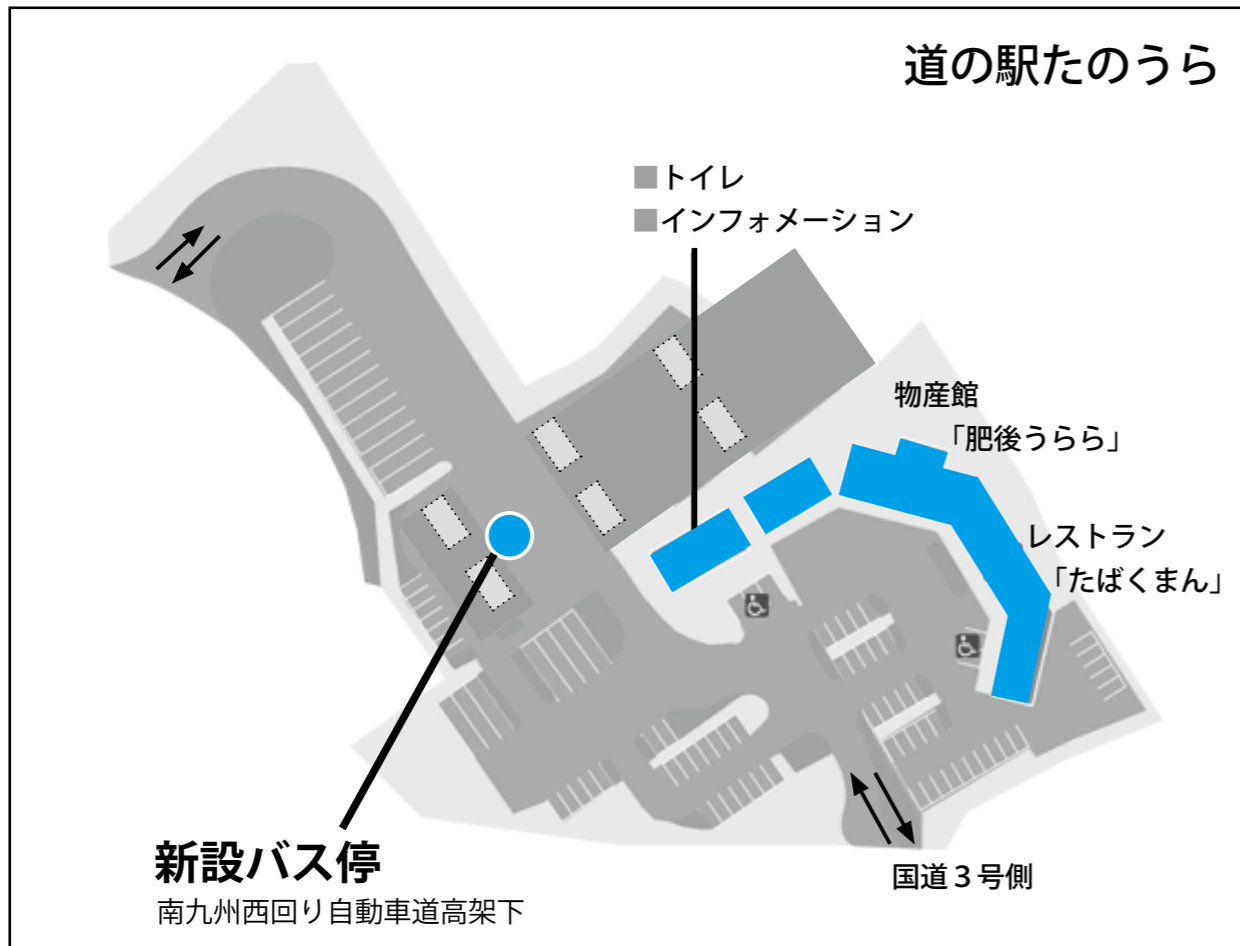 道の駅たのうら
■トイレ
■インフォメーション
物産館
「肥後うらら」
レストラン
「たばくまん」
新設バス停
南九州西回り自動車道高架下
国道３号側